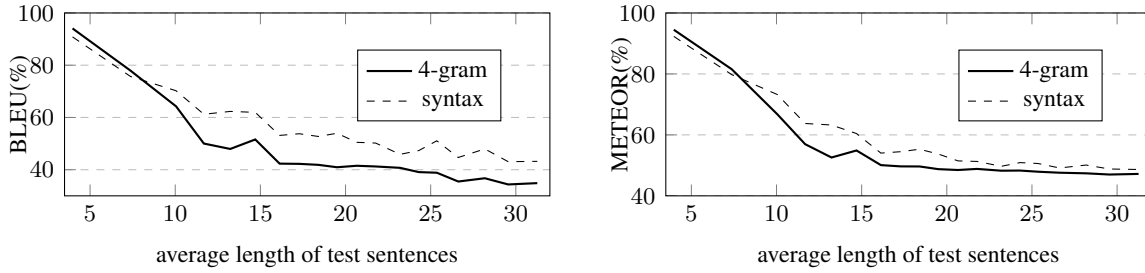 BLEU(%)
100
80
60
40
5 10 15 20 25 30
average length of test sentences
4-gram
syntax
METEOR(%)
100
80
60
40
5 10 15 20 25 30
average length of test sentences
4-gram
syntax